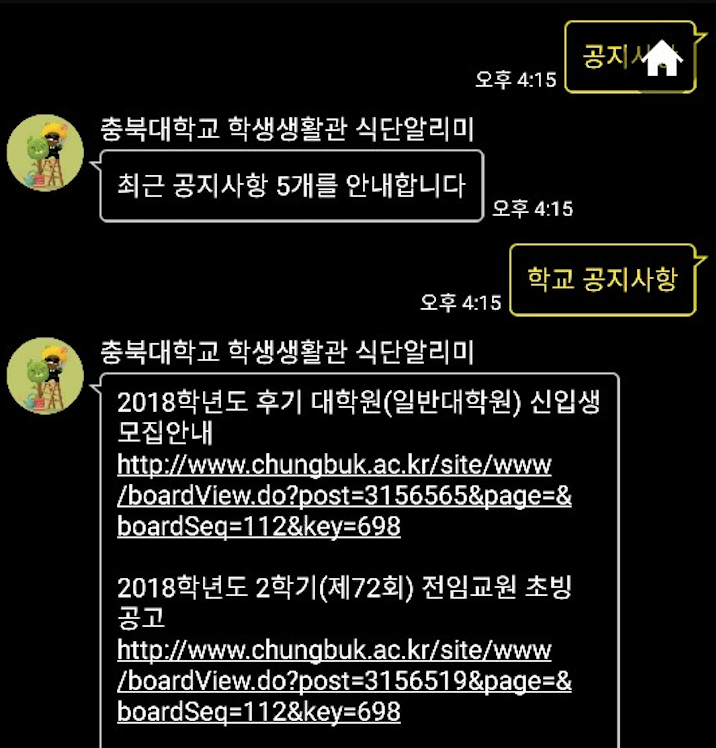 공지사항
오후 4:15
충북대학교 학생생활관 식단알리미
최근 공지사항 5개를 안내합니다
오후 4:15
학교 공지사항
오후 4:15
충북대학교 학생생활관 식단알리미
2018학년도 후기 대학원(일반대학원) 신입생
모집안내
http://www.chungbuk.ac.kr/site/www
/boardView.do?post=3156565&page=&
boardSeq=112&key=698
2018학년도 2학기(제72회) 전임교원 초빙
공고
http://www.chungbuk.ac.kr/site/www
/boardView.do?post=3156519&page=&
boardSeq=112&key=698